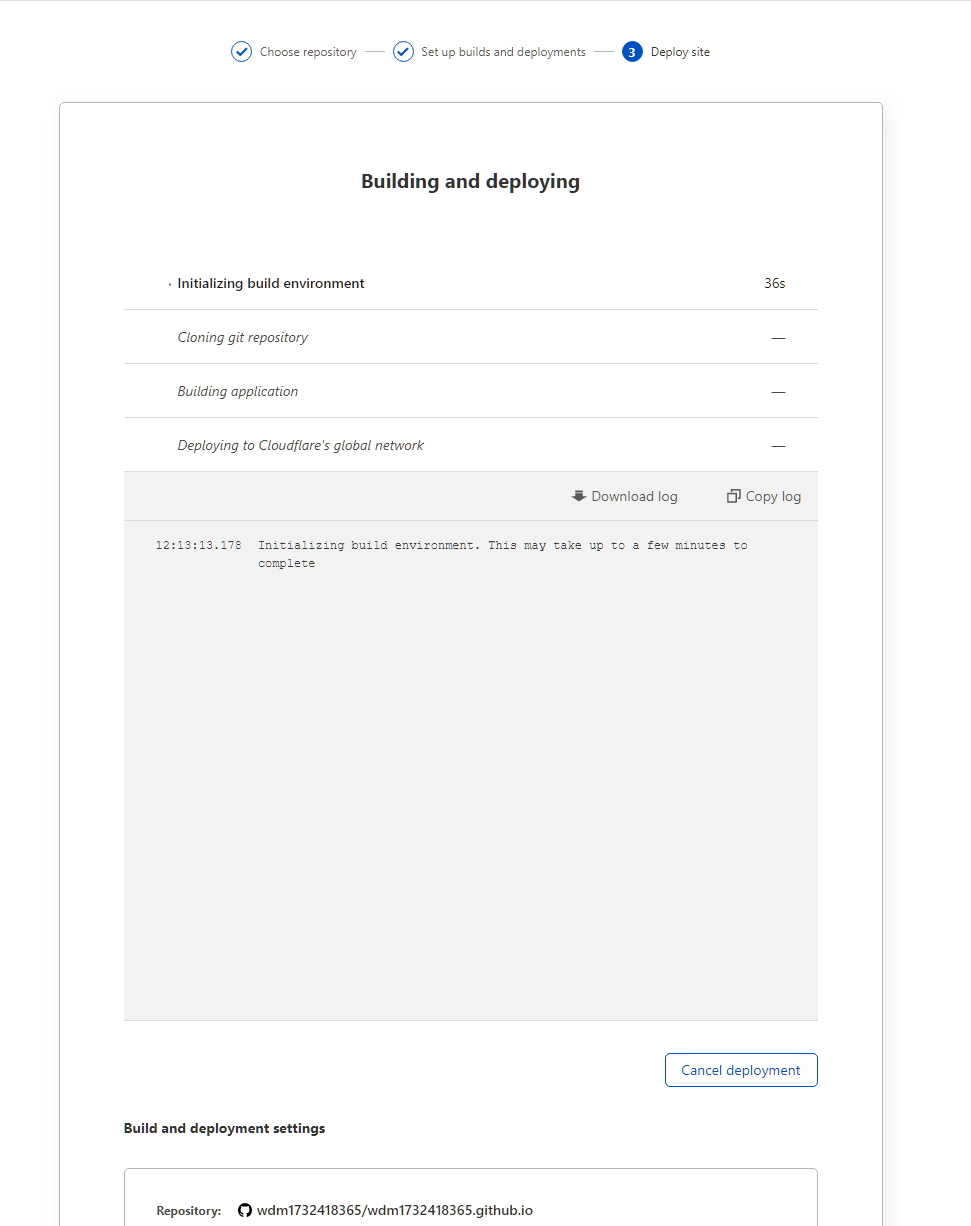 Choose repository
Set up builds and deployments
3 Deploy site
Building and deploying
Initializing build environment 36s
Cloning git repository —
Building application —
Deploying to Cloudflare's global network —
Download log Copy log
12:13:13.178 Initializing build environment. This may take up to a few minutes to
complete
Cancel deployment
Build and deployment settings
Repository: wdm1732418365/wdm1732418365.github.io